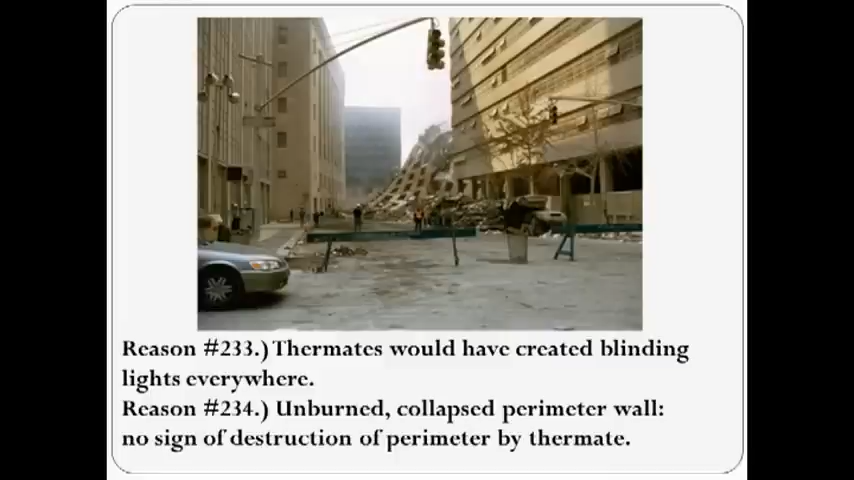 Reason #233.) Thermates would have created blinding
lights everywhere.
Reason #234.) Unburned, collapsed perimeter wall:
no sign of destruction of perimeter by thermate.